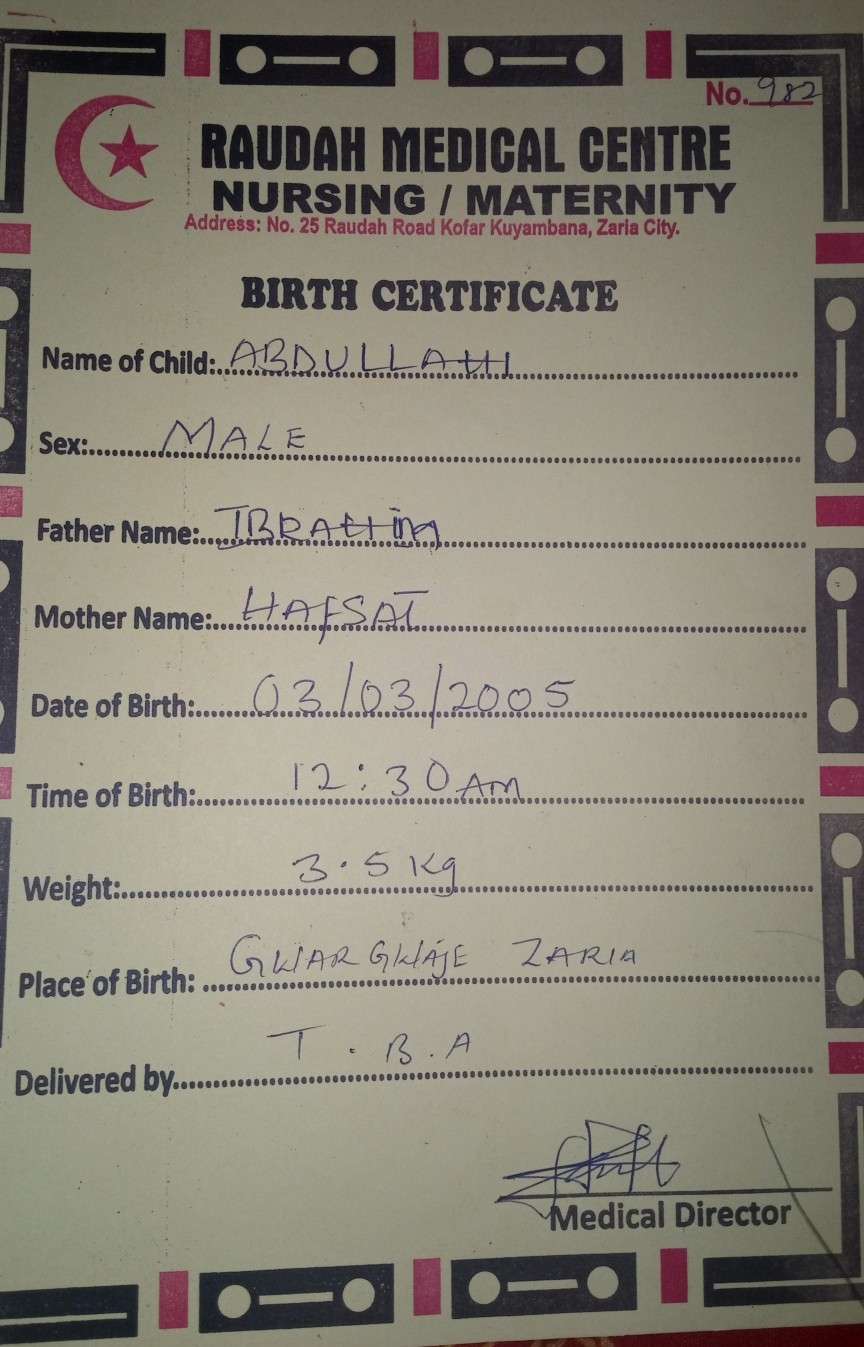 No. 982
RAUDAH MEDICAL CENTRE
NURSING / MATERNITY
Address: No. 25 Raudah Road Kofar Kuyambana, Zaria City.
BIRTH CERTIFICATE
Name of Child: ABDULLAHI
Sex: MALE
Father Name: IBRAHim
Mother Name: HAFSAT
Date of Birth: 03/03/2005
Time of Birth: 12:30 AM
Weight: 3.5 Kg
Place of Birth: GWARGWAJE ZARIA
Delivered by T.B.A
Medical Director